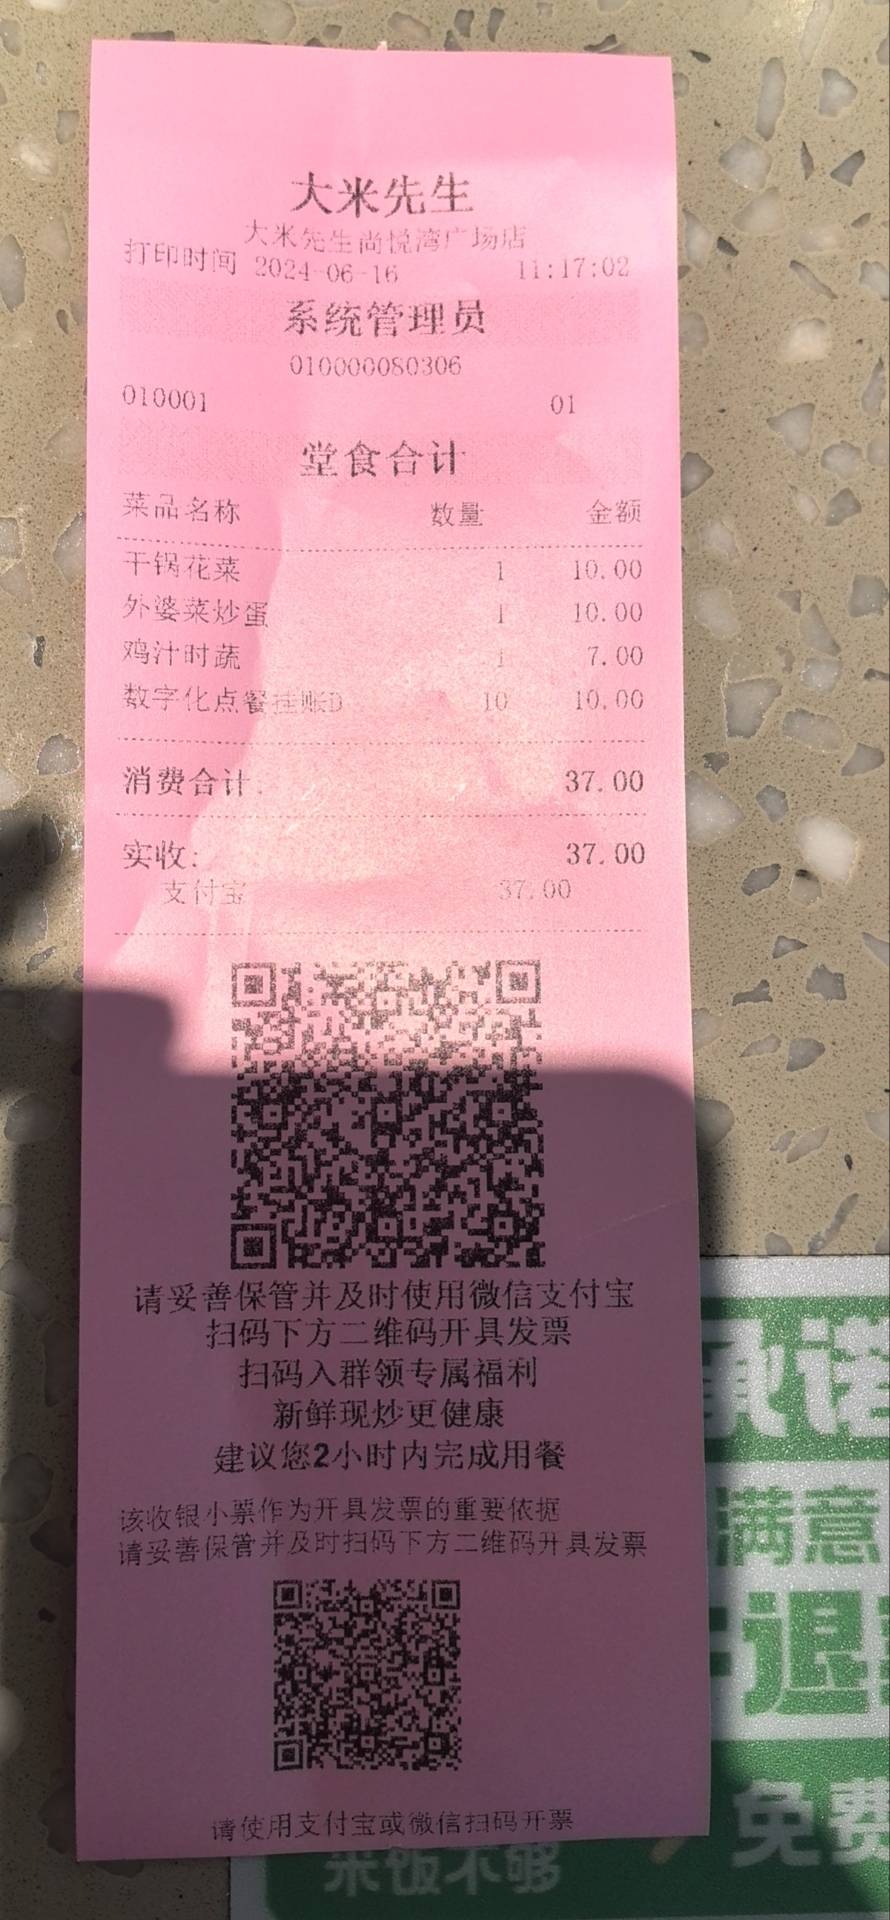 大米先生
大米先生尚悦湾广场店
打印时间 2024-06-16 11:17:02
系统管理员
010000080306
010001 01
堂食合计
菜品名称 数量 金额
干锅花菜 1 10.00
外婆菜炒蛋 1 10.00
鸡汁时蔬 1 7.00
数字化点餐挂账D 10 10.00
消费合计: 37.00
实收: 37.00
支付宝 37.00
请妥善保管并及时使用微信支付宝
扫码下方二维码开具发票
扫码入群领专属福利
新鲜现炒更健康
建议您2小时内完成用餐
该收银小票作为开具发票的重要依据
请妥善保管并及时扫码下方二维码开具发票
请使用支付宝或微信扫码开票
满意
退
免费
米饭不够